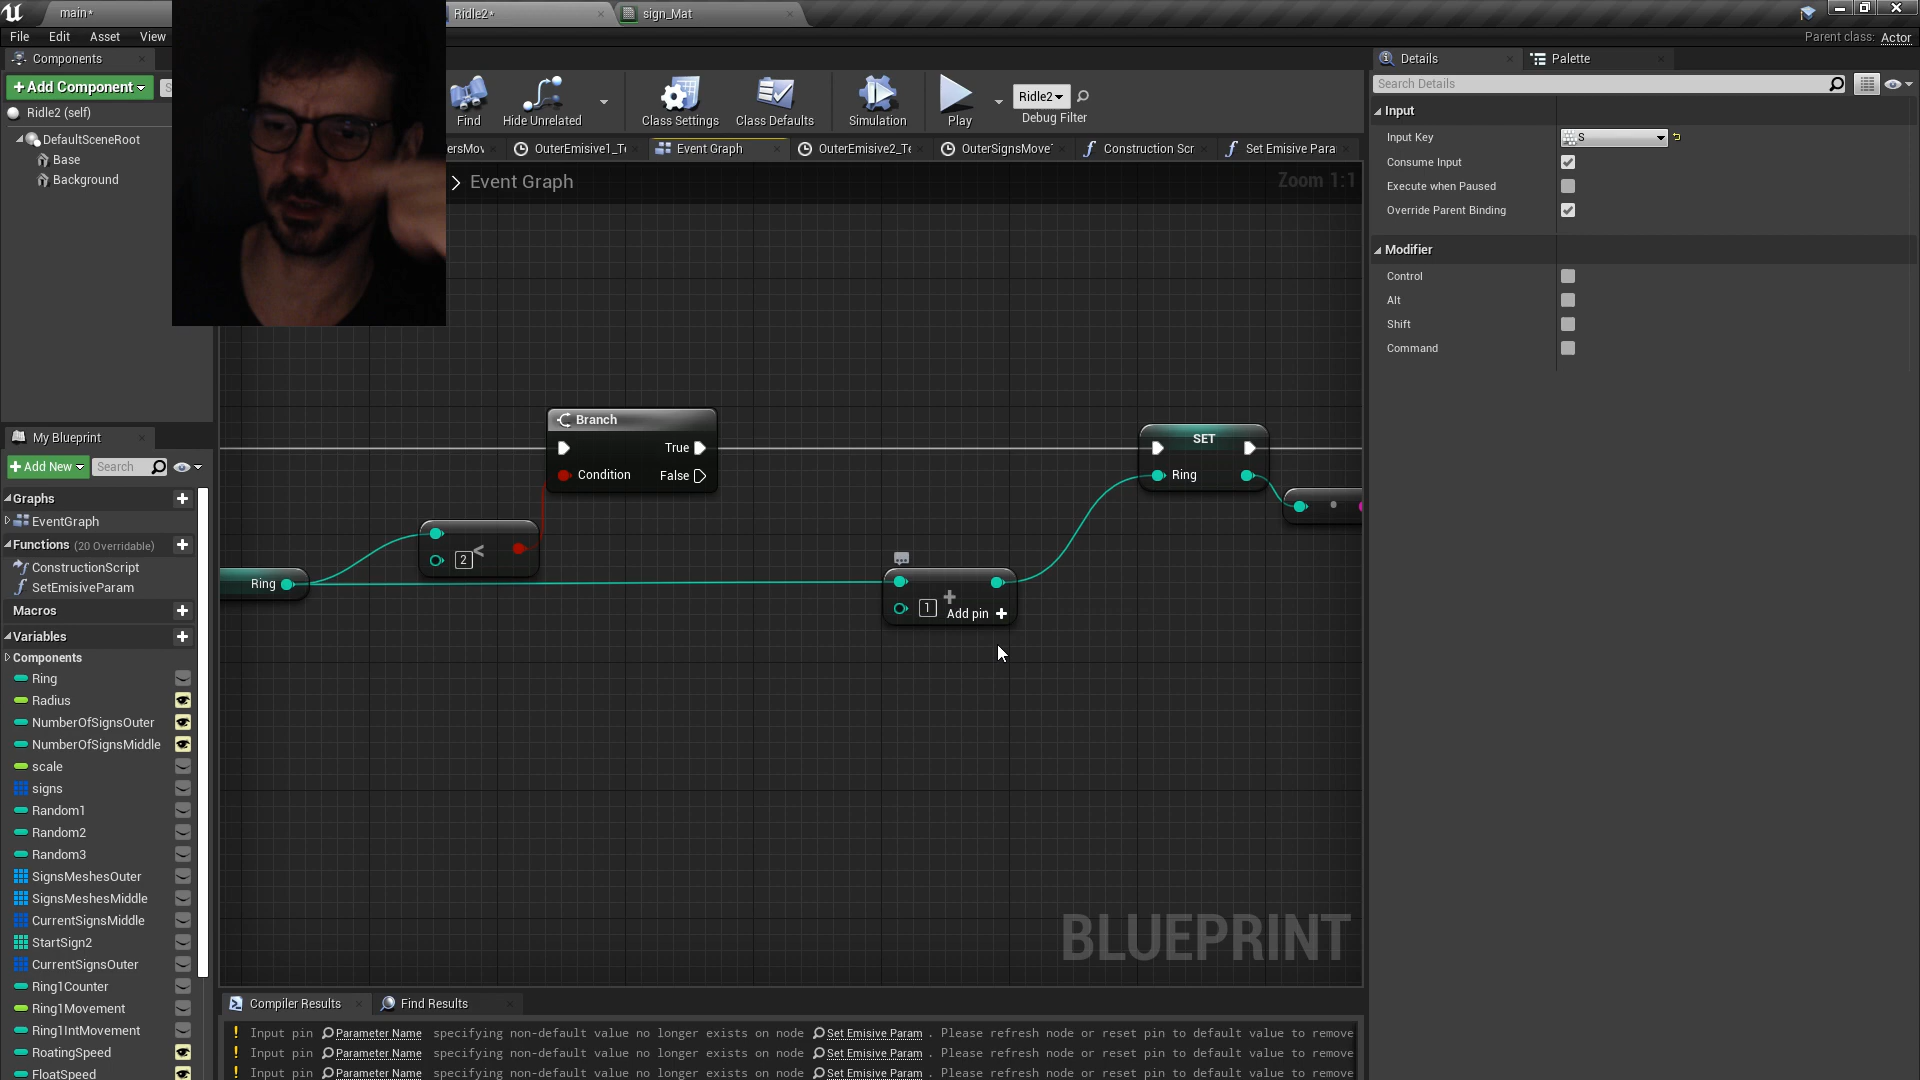 main*
Ridle2*
sign_Mat
File Edit Asset View
Parent class: Actor
Components
Details
Palette
+ Add Component
Find
Hide Unrelated
Class Settings
Class Defaults
Simulation
Play
Ridle2
Debug Filter
Search Details
Ridle2 (self)
DefaultSceneRoot
Base
Background
ersMov
OuterEmisive1_T
Event Graph
OuterEmisive2_Te
OuterSignsMove
Construction Scr
Set Emisive Para
Event Graph
Zoom 1:1
Input
Input Key
S
Consume Input
Execute when Paused
Override Parent Binding
Modifier
Control
Alt
Shift
Command
Branch
True
Condition
False
SET
Ring
2
<
Ring
1
+
Add pin +
My Blueprint
+ Add New
Search
Graphs
EventGraph
Functions (20 Overridable)
ConstructionScript
SetEmisiveParam
Macros
Variables
Components
Ring
Radius
NumberOfSignsOuter
NumberOfSignsMiddle
scale
signs
Random1
Random2
Random3
SignsMeshesOuter
SignsMeshesMiddle
CurrentSignsMiddle
StartSign2
CurrentSignsOuter
Ring1Counter
Ring1Movement
Ring1IntMovement
RoatingSpeed
FloatSpeed
BLUEPRINT
Compiler Results
Find Results
Input pin Parameter Name specifying non-default value no longer exists on node Set Emisive Param . Please refresh node or reset pin to default value to remove
Input pin Parameter Name specifying non-default value no longer exists on node Set Emisive Param . Please refresh node or reset pin to default value to remove
Input pin Parameter Name specifying non-default value no longer exists on node Set Emisive Param . Please refresh node or reset pin to default value to remove